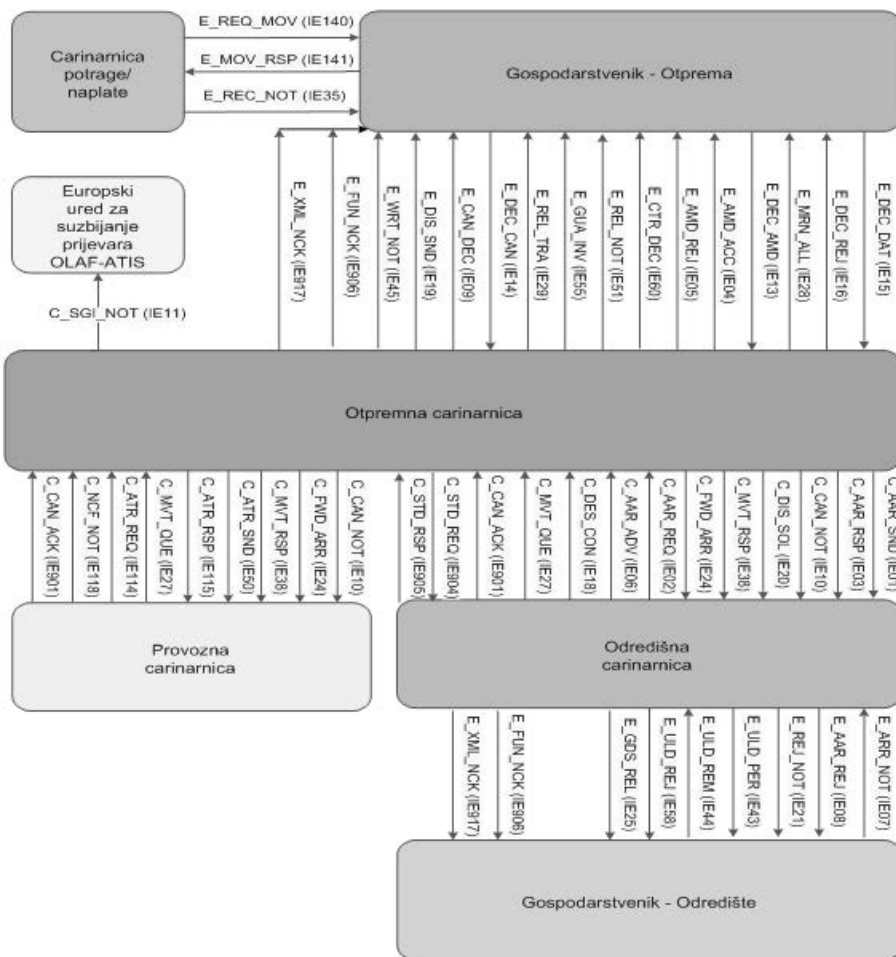 E_REQ_MOV (IE140)
E_MOV_RSP (IE141)
E_REC_NOT (IE35)
Carinarnica
potrage/
naplate
Gospodarstvenik - Otprema
Europski
ured za
suzbijanje
prijevara
OLAF-ATIS
C_SGI_NOT (IE11)
E_XML_NCK (IE917)
E_FUN_NCK (IE906)
E_WRT_NOT (IE45)
E_DIS_SND (IE19)
E_CAN_DEC (IE09)
E_DEC_CAN (IE14)
E_REL_TRA (IE29)
E_GUA_INV (IE55)
E_REL_NOT (IE51)
E_CTR_DEC (IE60)
E_AMD_REJ (IE05)
E_AMD_ACC (IE04)
E_DEC_AMD (IE13)
E_MRN_ALL (IE28)
E_DEC_REJ (IE16)
E_DEC_DAT (IE15)
Otpremna carinarnica
C_CAN_ACK (IE901)
C_NCF_NOT (IE118)
C_ATR_REQ (IE114)
C_MVT_QUE (IE27)
C_ATR_RSP (IE115)
C_ATR_SND (IE50)
C_MVT_RSP (IE38)
C_FWD_ARR (IE24)
C_CAN_NOT (IE10)
C_STD_RSP (IE905)
C_STD_REQ (IE904)
C_CAN_ACK (IE901)
C_MVT_QUE (IE27)
C_DES_CON (IE18)
C_AAR_ADV (IE06)
C_AAR_REQ (IE02)
C_FWD_ARR (IE24)
C_MVT_RSP (IE38)
C_DIS_SOL (IE20)
C_CAN_NOT (IE10)
C_AAR_RSP (IE03)
C_AAR_SND (IE01)
Provozna
carinarnica
Odredišna
carinarnica
E_XML_NCK (IE917)
E_FUN_NCK (IE906)
E_GDS_REL (IE25)
E_ULD_REJ (IE58)
E_ULD_REM (IE44)
E_ULD_PER (IE43)
E_REJ_NOT (IE21)
E_AAR_REJ (IE08)
E_ARR_NOT (IE07)
Gospodarstvenik - Odredište